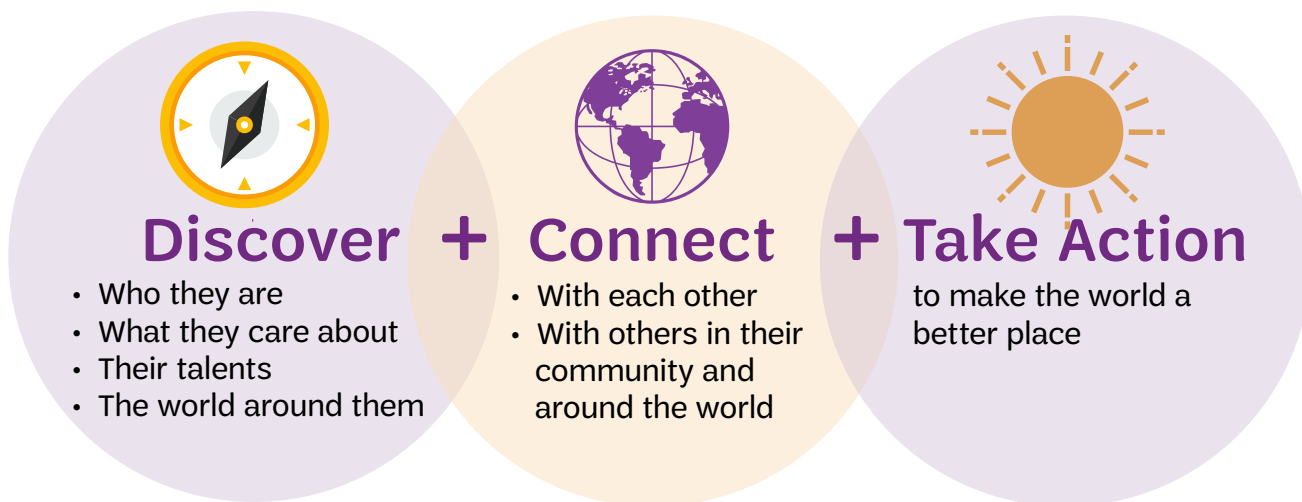 Discover
• Who they are
• What they care about
• Their talents
• The world around them
+
Connect
• With each other
• With others in their
community and
around the world
+
Take Action
to make the world a
better place